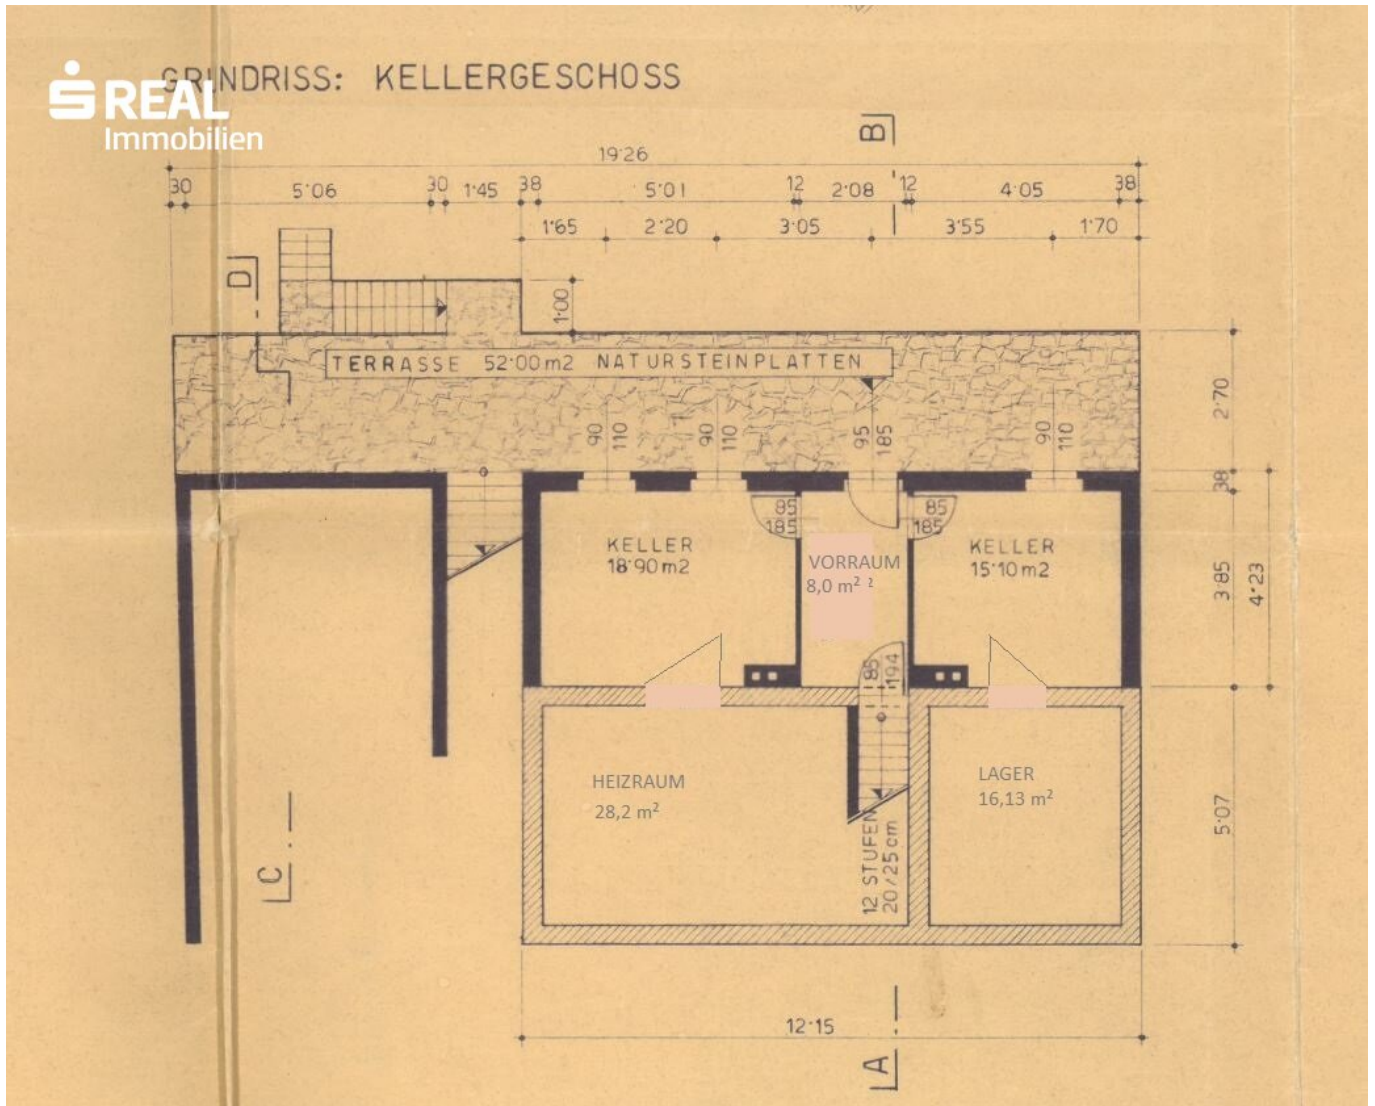 GRUNDRISS: KELLERGESCHOSS
S REAL
Immobilien
B
19·26
30 5·06 30 1·45 38 5·01 12 2·08 12 4·05 38
1·65 2·20 3·05 3·55 1·70
D
1·00
TERRASSE 52·00 m2 NATURSTEINPLATTEN
2·70
90 110 90 110 95 185 90 110
38
85
185
85
185
KELLER
18·90 m2
VORRAUM
8,0 m² ²
KELLER
15·10 m2
3·85
4·23
85
194
HEIZRAUM
28,2 m²
LAGER
16,13 m²
5·07
12 STUFEN
20/25 cm
C
12·15
A